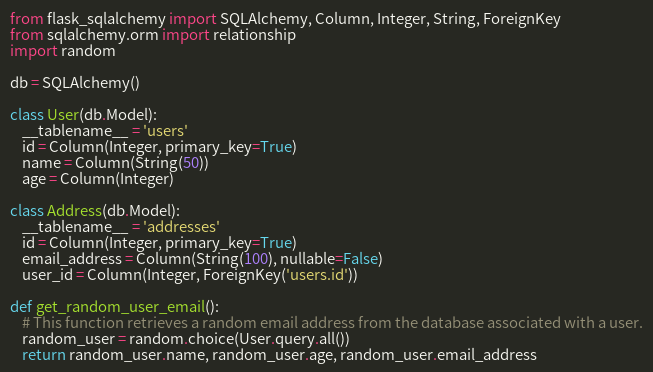 from flask_sqlalchemy import SQLAlchemy, Column, Integer, String, ForeignKey
from sqlalchemy.orm import relationship
import random

db = SQLAlchemy()

class User(db.Model):
    __tablename__ = 'users'
    id = Column(Integer, primary_key=True)
    name = Column(String(50))
    age = Column(Integer)

class Address(db.Model):
    __tablename__ = 'addresses'
    id = Column(Integer, primary_key=True)
    email_address = Column(String(100), nullable=False)
    user_id = Column(Integer, ForeignKey('users.id'))

def get_random_user_email():
    # This function retrieves a random email address from the database associated with a user.
    random_user = random.choice(User.query.all())
    return random_user.name, random_user.age, random_user.email_address